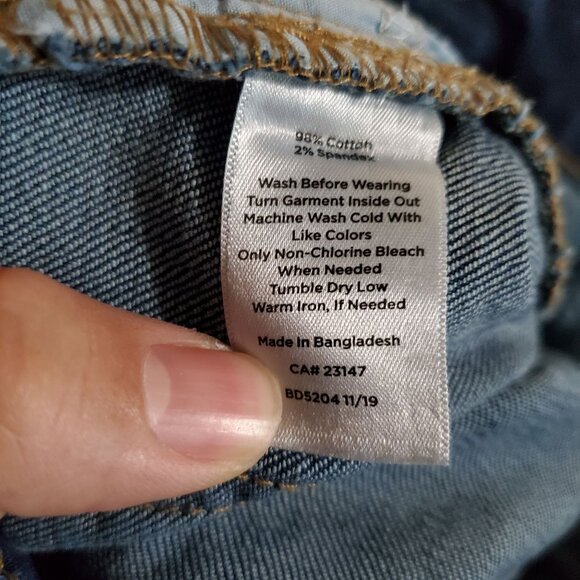 98% Cotton
2% Spandex
Wash Before Wearing
Turn Garment Inside Out
Machine Wash Cold With
Like Colors
Only Non-Chlorine Bleach
When Needed
Tumble Dry Low
Warm Iron, If Needed
Made In Bangladesh
CA# 23147
BD5204 11/19